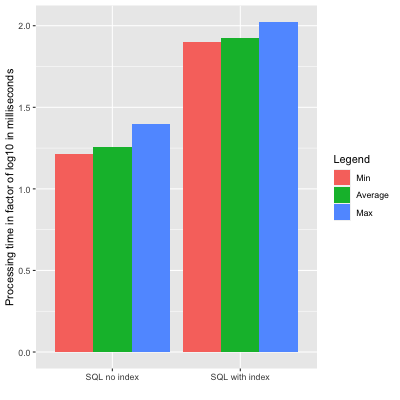 Processing time in factor of log10 in milliseconds
2.0
1.5
1.0
0.5
0.0
SQL no index
SQL with index
Legend
Min
Average
Max